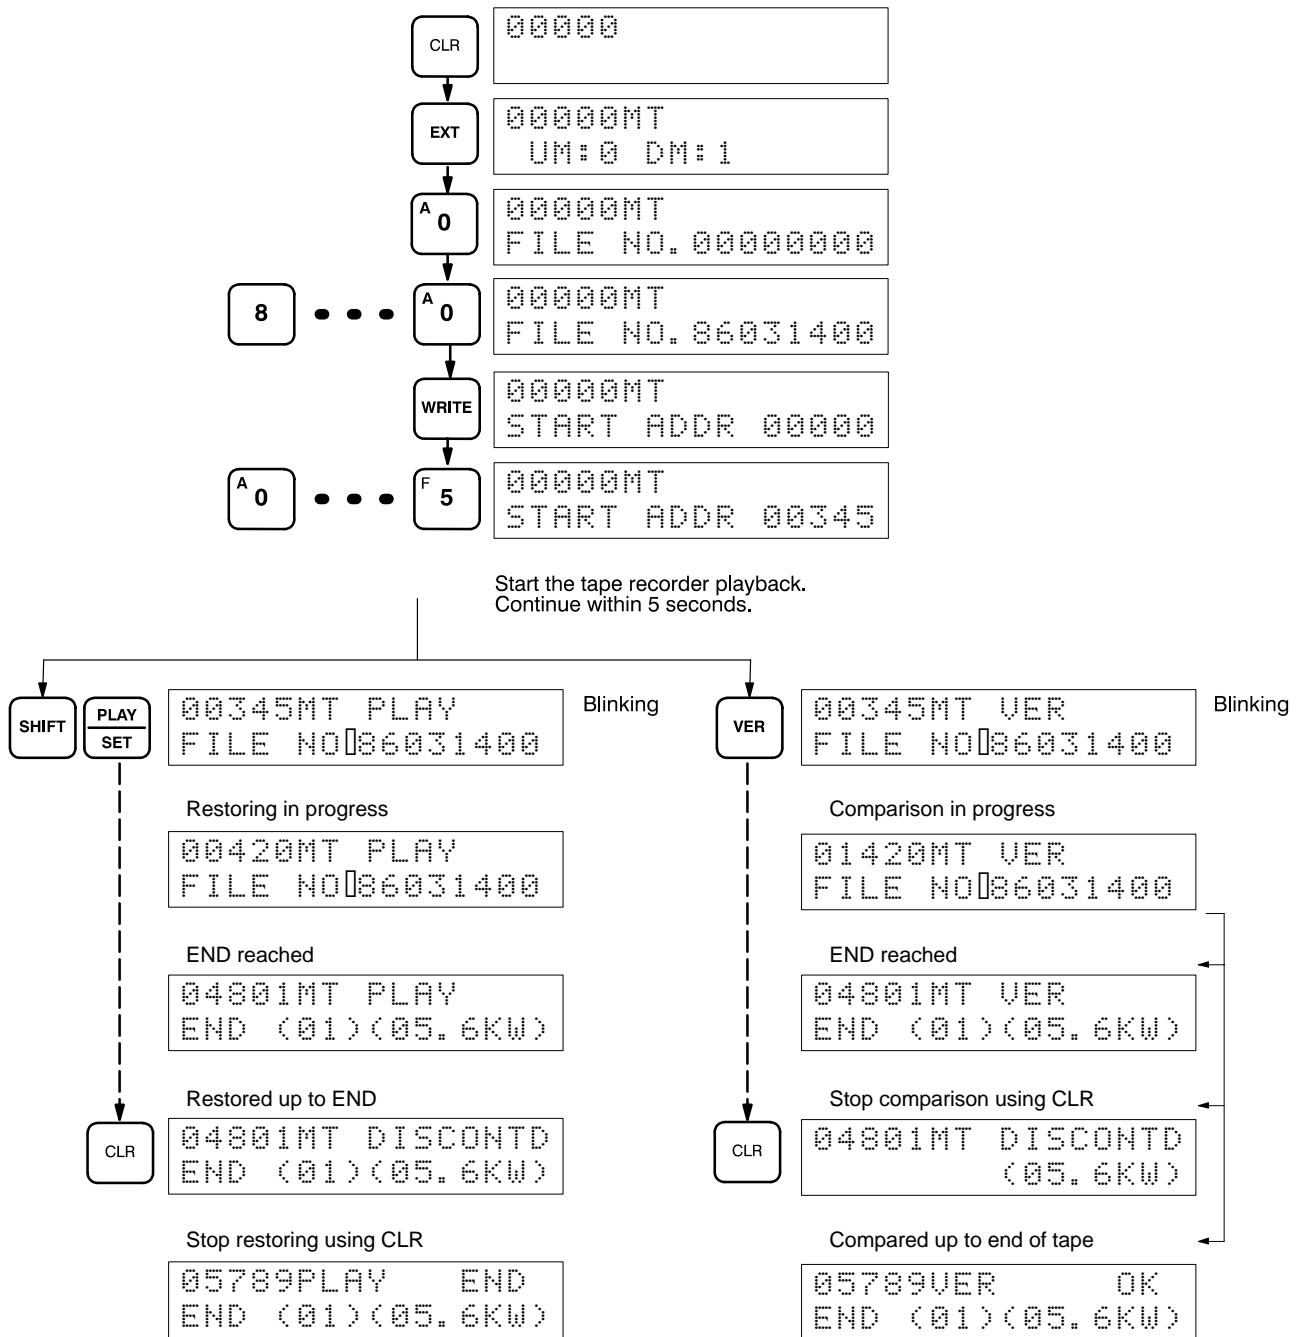 CLR
00000
EXT
00000MT
UM:0 DM:1
A 0
00000MT
FILE NO.00000000
8
A 0
00000MT
FILE NO.86031400
WRITE
00000MT
START ADDR 00000
A 0
F 5
00000MT
START ADDR 00345
Start the tape recorder playback.
Continue within 5 seconds.
SHIFT
PLAY
SET
00345MT PLAY
FILE NO▯86031400
Blinking
Restoring in progress
00420MT PLAY
FILE NO▯86031400
END reached
04801MT PLAY
END (01)(05.6KW)
Restored up to END
CLR
04801MT DISCONTD
END (01)(05.6KW)
Stop restoring using CLR
05789PLAY END
END (01)(05.6KW)
VER
00345MT VER
FILE NO▯86031400
Blinking
Comparison in progress
01420MT VER
FILE NO▯86031400
END reached
04801MT VER
END (01)(05.6KW)
Stop comparison using CLR
CLR
04801MT DISCONTD
(05.6KW)
Compared up to end of tape
05789VER OK
END (01)(05.6KW)